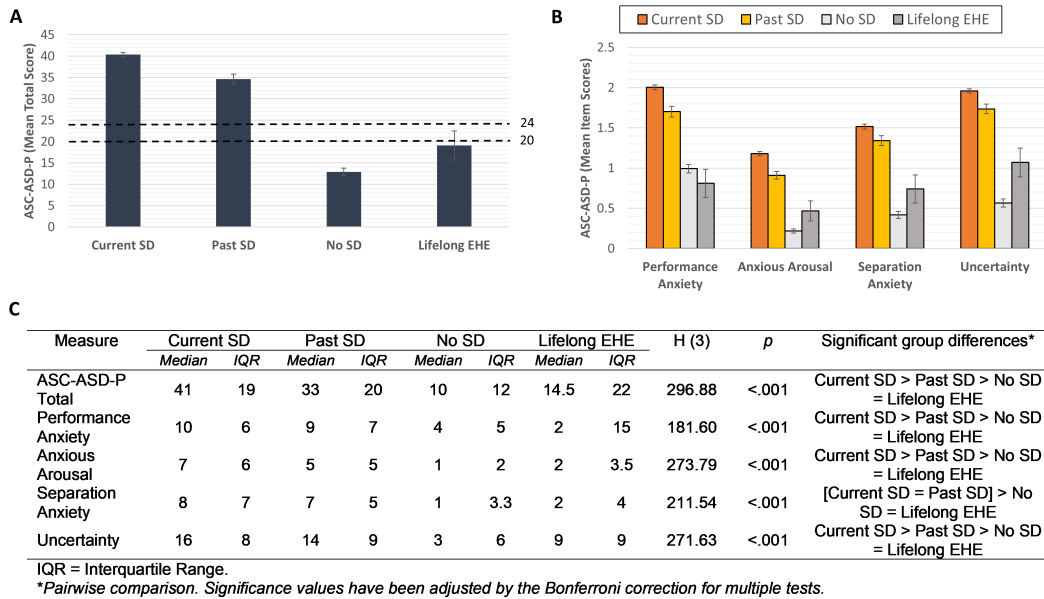 A
ASC-ASD-P (Mean Total Score)
45
40
35
30
25
20
15
10
5
0
24
20
Current SD Past SD No SD Lifelong EHE
B
Current SD Past SD No SD Lifelong EHE
ASC-ASD-P (Mean Item Scores)
2.5
2
1.5
1
0.5
0
Performance Anxiety
Anxious Arousal
Separation Anxiety
Uncertainty
C
Measure Current SD Past SD No SD Lifelong EHE H (3) p Significant group differences*
Median IQR Median IQR Median IQR Median IQR
ASC-ASD-P Total 41 19 33 20 10 12 14.5 22 296.88 <.001 Current SD > Past SD > No SD = Lifelong EHE
Performance Anxiety 10 6 9 7 4 5 2 15 181.60 <.001 Current SD > Past SD > No SD = Lifelong EHE
Anxious Arousal 7 6 5 5 1 2 2 3.5 273.79 <.001 Current SD > Past SD > No SD = Lifelong EHE
Separation Anxiety 8 7 7 5 1 3.3 2 4 211.54 <.001 [Current SD = Past SD] > No SD = Lifelong EHE
Uncertainty 16 8 14 9 3 6 9 9 271.63 <.001 Current SD > Past SD > No SD = Lifelong EHE
IQR = Interquartile Range.
*Pairwise comparison. Significance values have been adjusted by the Bonferroni correction for multiple tests.